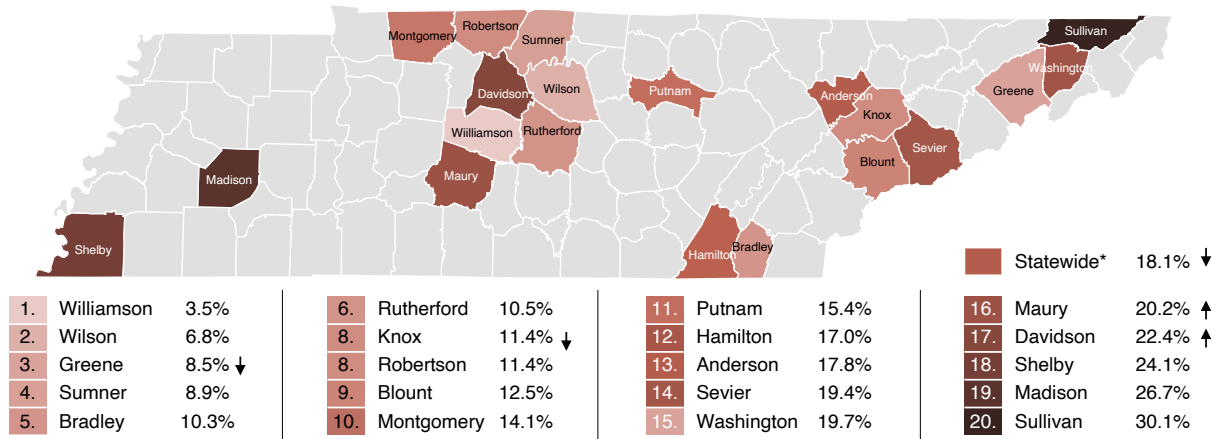 Robertson
Montgomery
Sumner
Sullivan
Washington
Davidson
Wilson
Putnam
Anderson
Greene
Knox
Wiilliamson
Rutherford
Sevier
Blount
Maury
Madison
Shelby
Hamilton
Bradley
Statewide* 18.1% ↓
1. Williamson 3.5%
2. Wilson 6.8%
3. Greene 8.5% ↓
4. Sumner 8.9%
5. Bradley 10.3%
6. Rutherford 10.5%
8. Knox 11.4% ↓
8. Robertson 11.4%
9. Blount 12.5%
10. Montgomery 14.1%
11. Putnam 15.4%
12. Hamilton 17.0%
13. Anderson 17.8%
14. Sevier 19.4%
15. Washington 19.7%
16. Maury 20.2% ↑
17. Davidson 22.4% ↑
18. Shelby 24.1%
19. Madison 26.7%
20. Sullivan 30.1%